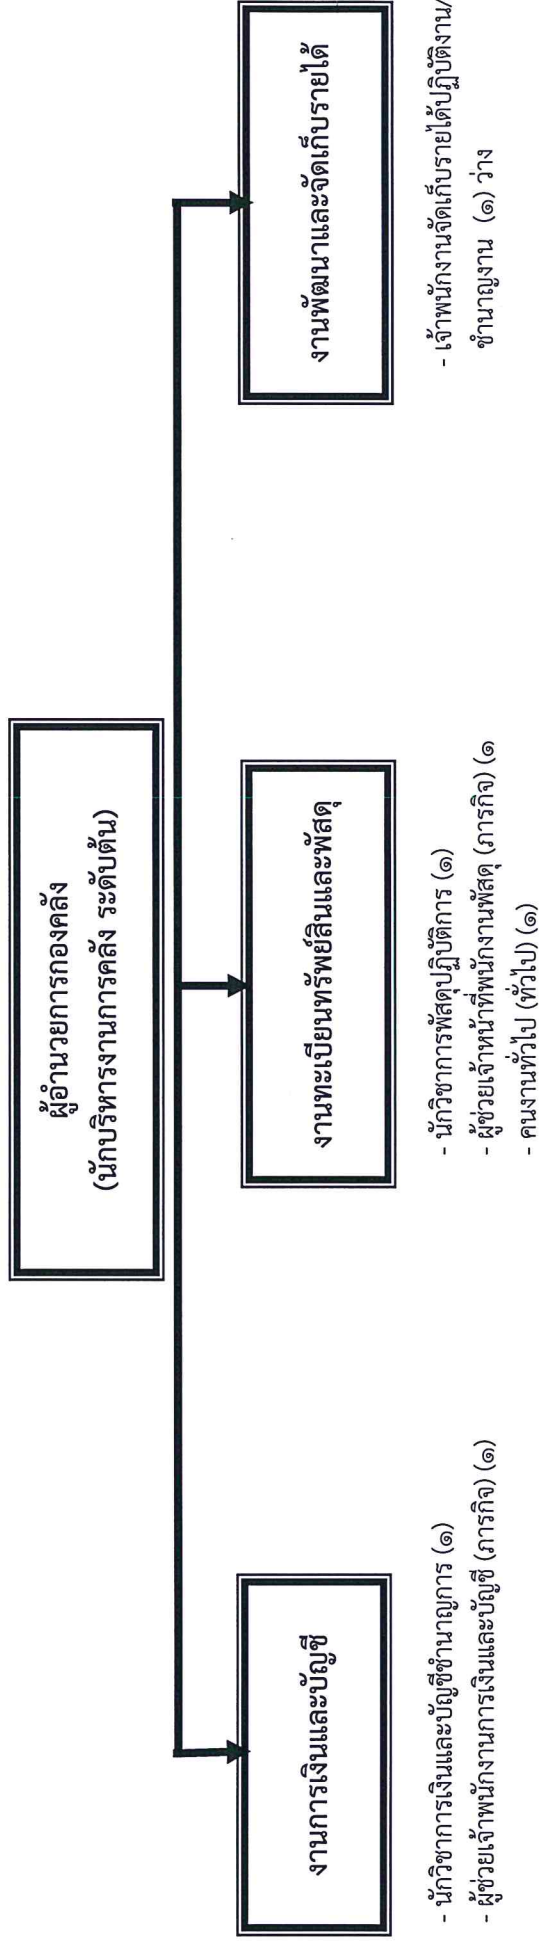 ผู้อำนวยการกองคลัง
(นักบริหารงานการคลัง ระดับต้น)
งานการเงินและบัญชี
- นักวิชาการเงินและบัญชีชำนาญการ (๑)
- ผู้ช่วยเจ้าพนักงานการเงินและบัญชี (ภารกิจ) (๑)
งานทะเบียนทรัพย์สินและพัสดุ
- นักวิชาการพัสดุปฏิบัติการ (๑)
- ผู้ช่วยเจ้าหน้าที่พนักงานพัสดุ (ภารกิจ) (๑
- คนงานทั่วไป (ทั่วไป) (๑)
งานพัฒนาและจัดเก็บรายได้
- เจ้าพนักงานจัดเก็บรายได้ปฏิบัติงาน/
ชำนาญงาน (๑) ว่าง